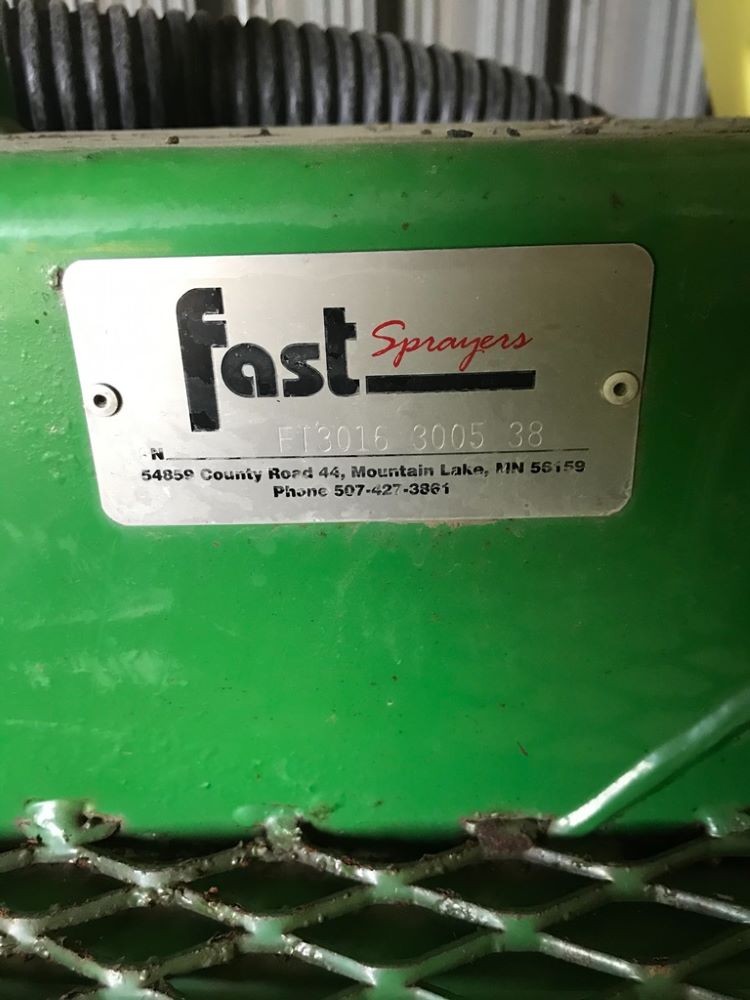 fast Sprayers
N FT3016 3005 38
54859 County Road 44, Mountain Lake, MN 56159
Phone 507-427-3861